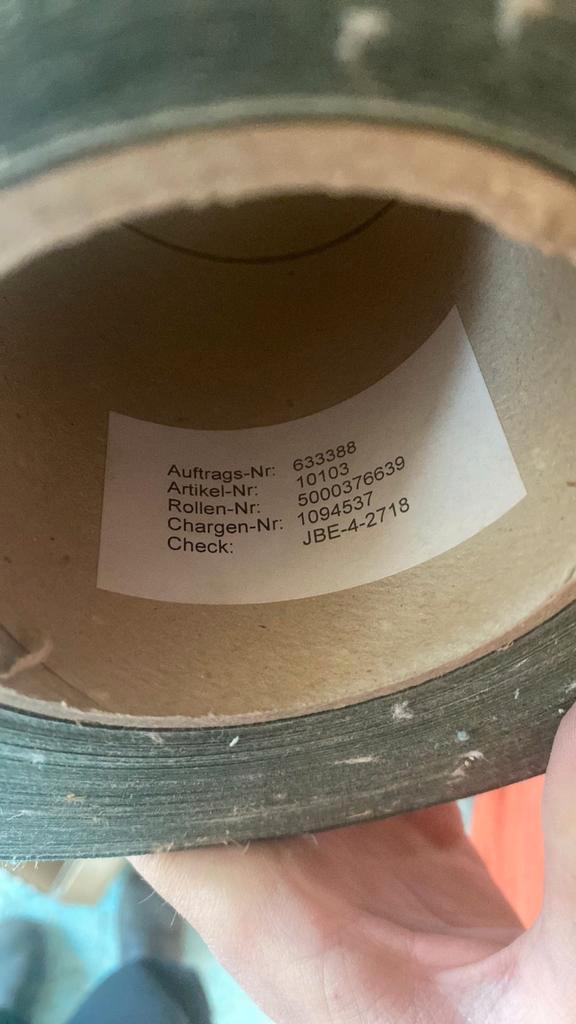 Auftrags-Nr: 633388
Artikel-Nr: 10103
Rollen-Nr: 5000376639
Chargen-Nr: 1094537
Check: JBE-4-2718